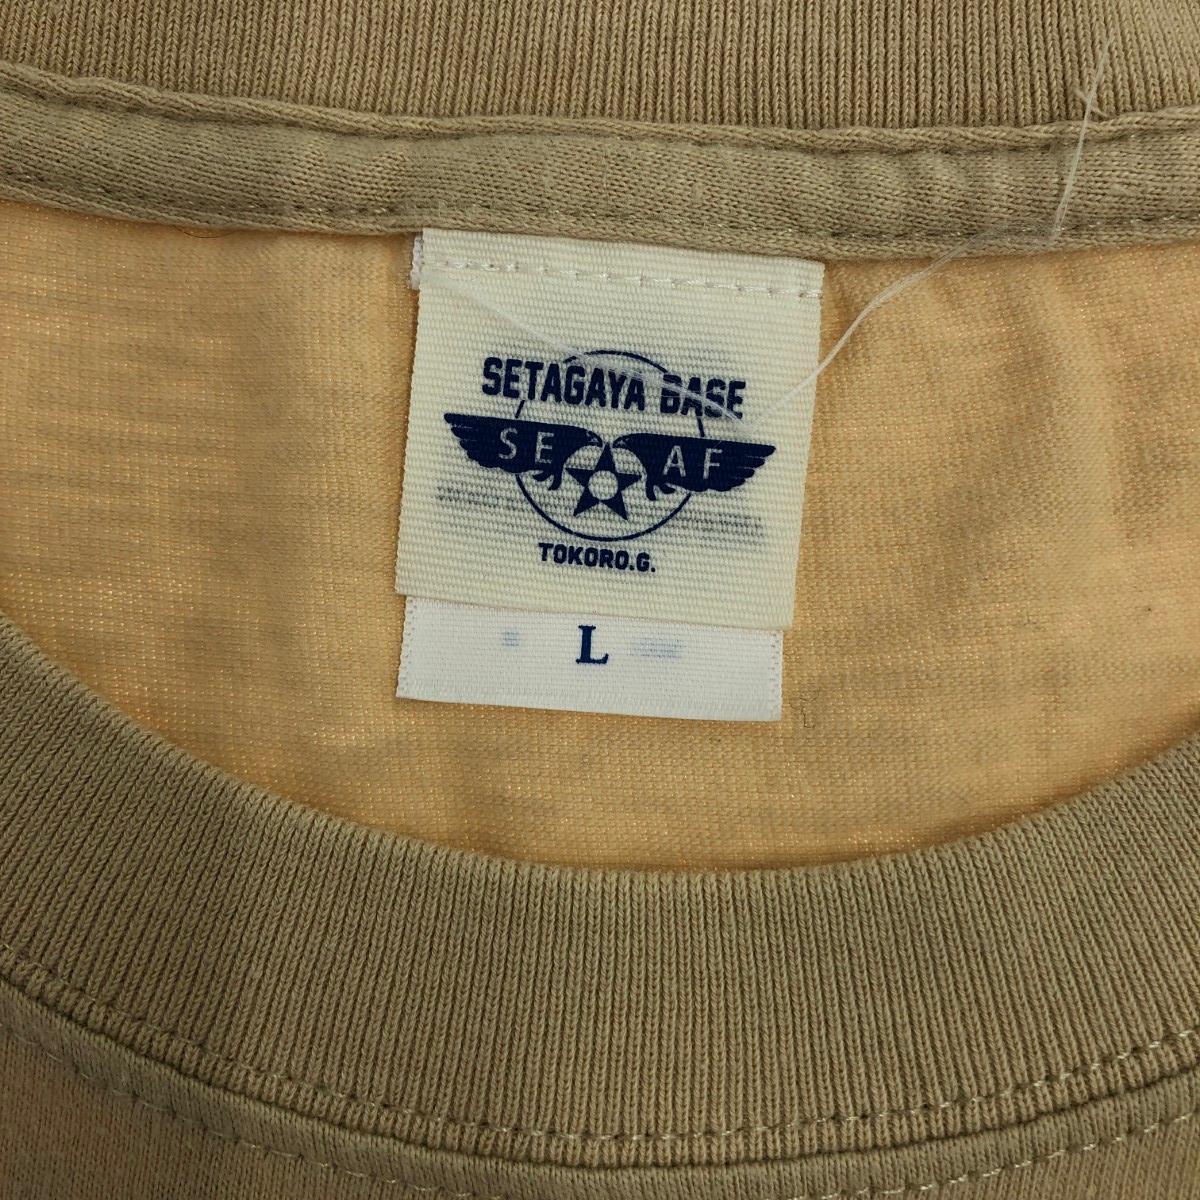 SETAGAYA BASE
SE AF
TOKORO.G.
L